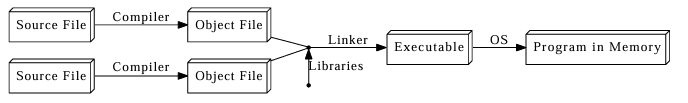 Source File
Compiler
Object File
Linker
Executable
OS
Program in Memory
Libraries
Source File
Compiler
Object File